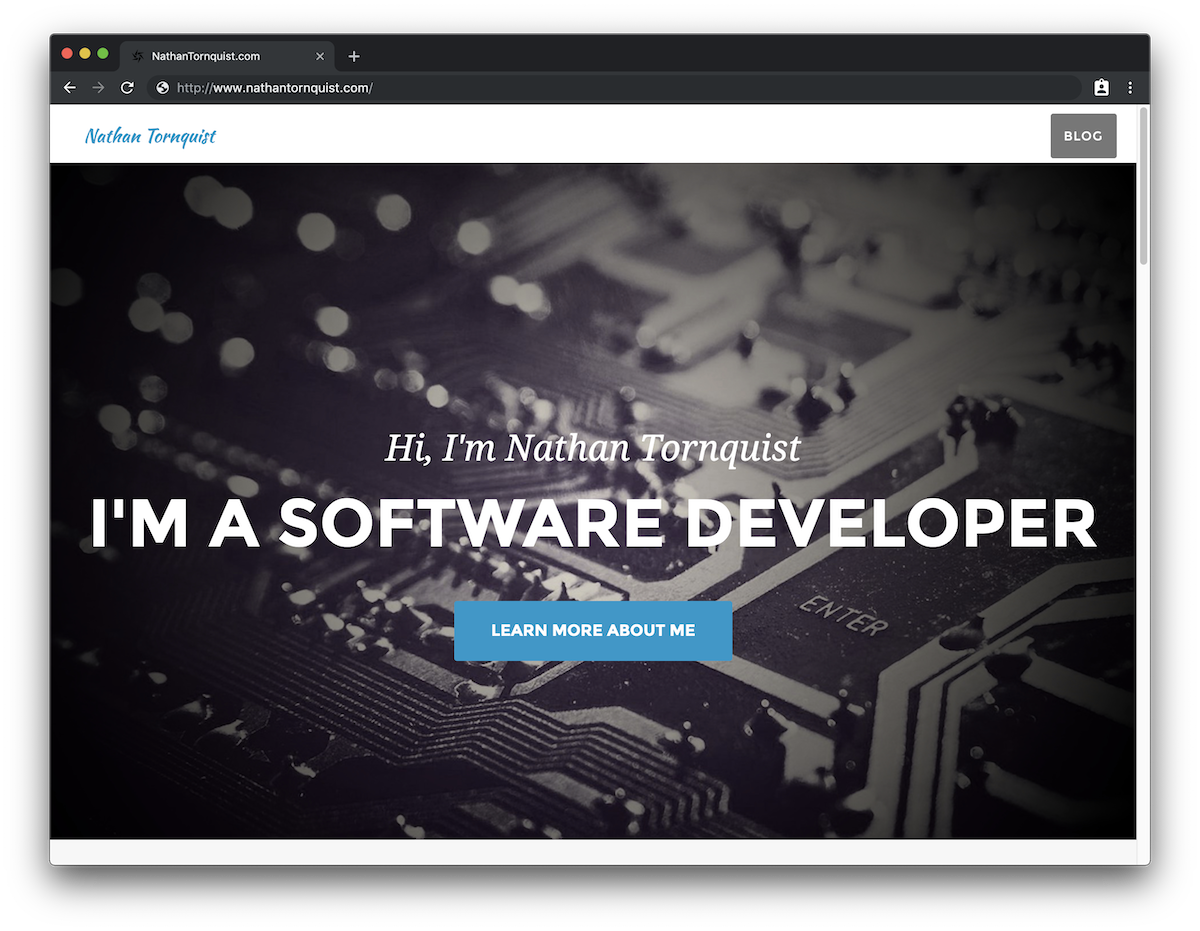 NathanTornquist.com
http://www.nathantornquist.com/
Nathan Tornquist
BLOG
Hi, I'm Nathan Tornquist
I'M A SOFTWARE DEVELOPER
ENTER
LEARN MORE ABOUT ME